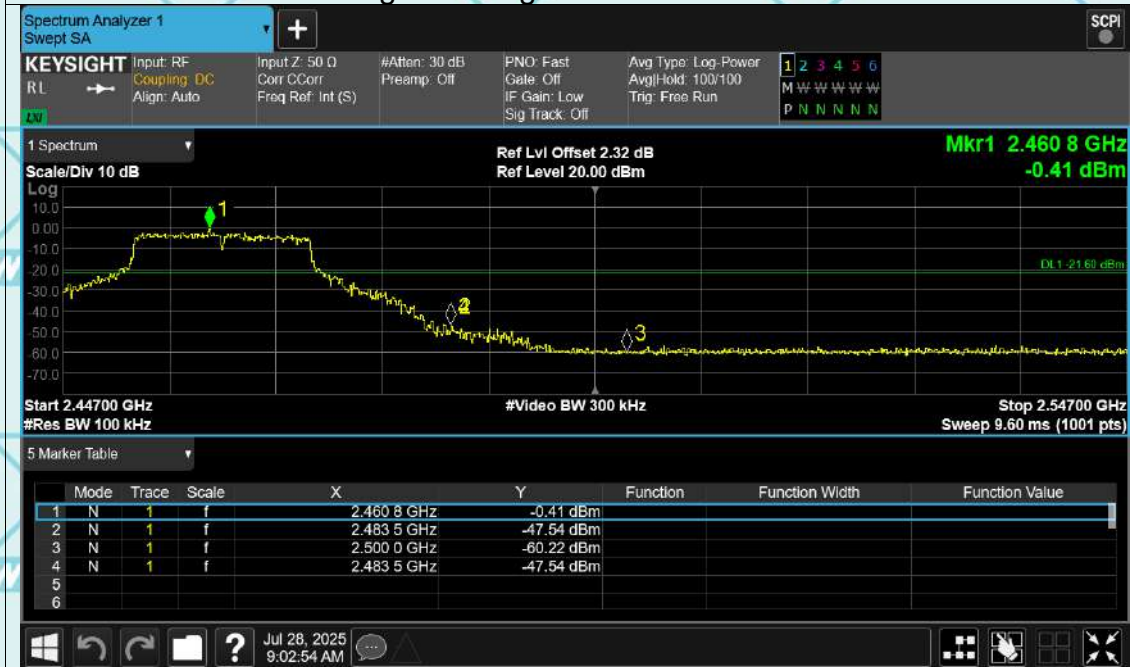 Spectrum Analyzer 1
Swept SA
+
SCPI
KEYSIGHT
RL
LXI
Input: RF
Coupling: DC
Align: Auto
Input Z: 50 Ω
Corr CCorr
Freq Ref: Int (S)
#Atten: 30 dB
Preamp: Off
PNO: Fast
Gate: Off
IF Gain: Low
Sig Track: Off
Avg Type: Log-Power
Avg|Hold: 100/100
Trig: Free Run
1 2 3 4 5 6
M W W W W W
P N N N N N
1 Spectrum
Scale/Div 10 dB
Ref Lvl Offset 2.32 dB
Ref Level 20.00 dBm
Mkr1 2.460 8 GHz
-0.41 dBm
Log
10.0
0.00
-10.0
-20.0
-30.0
-40.0
-50.0
-60.0
-70.0
1
2
3
DL1 -21.60 dBm
Start 2.44700 GHz
#Res BW 100 kHz
#Video BW 300 kHz
Stop 2.54700 GHz
Sweep 9.60 ms (1001 pts)
5 Marker Table
Mode Trace Scale X Y Function Function Width Function Value
1 N 1 f 2.460 8 GHz -0.41 dBm
2 N 1 f 2.483 5 GHz -47.54 dBm
3 N 1 f 2.500 0 GHz -60.22 dBm
4 N 1 f 2.483 5 GHz -47.54 dBm
5
6
?
Jul 28, 2025
9:02:54 AM